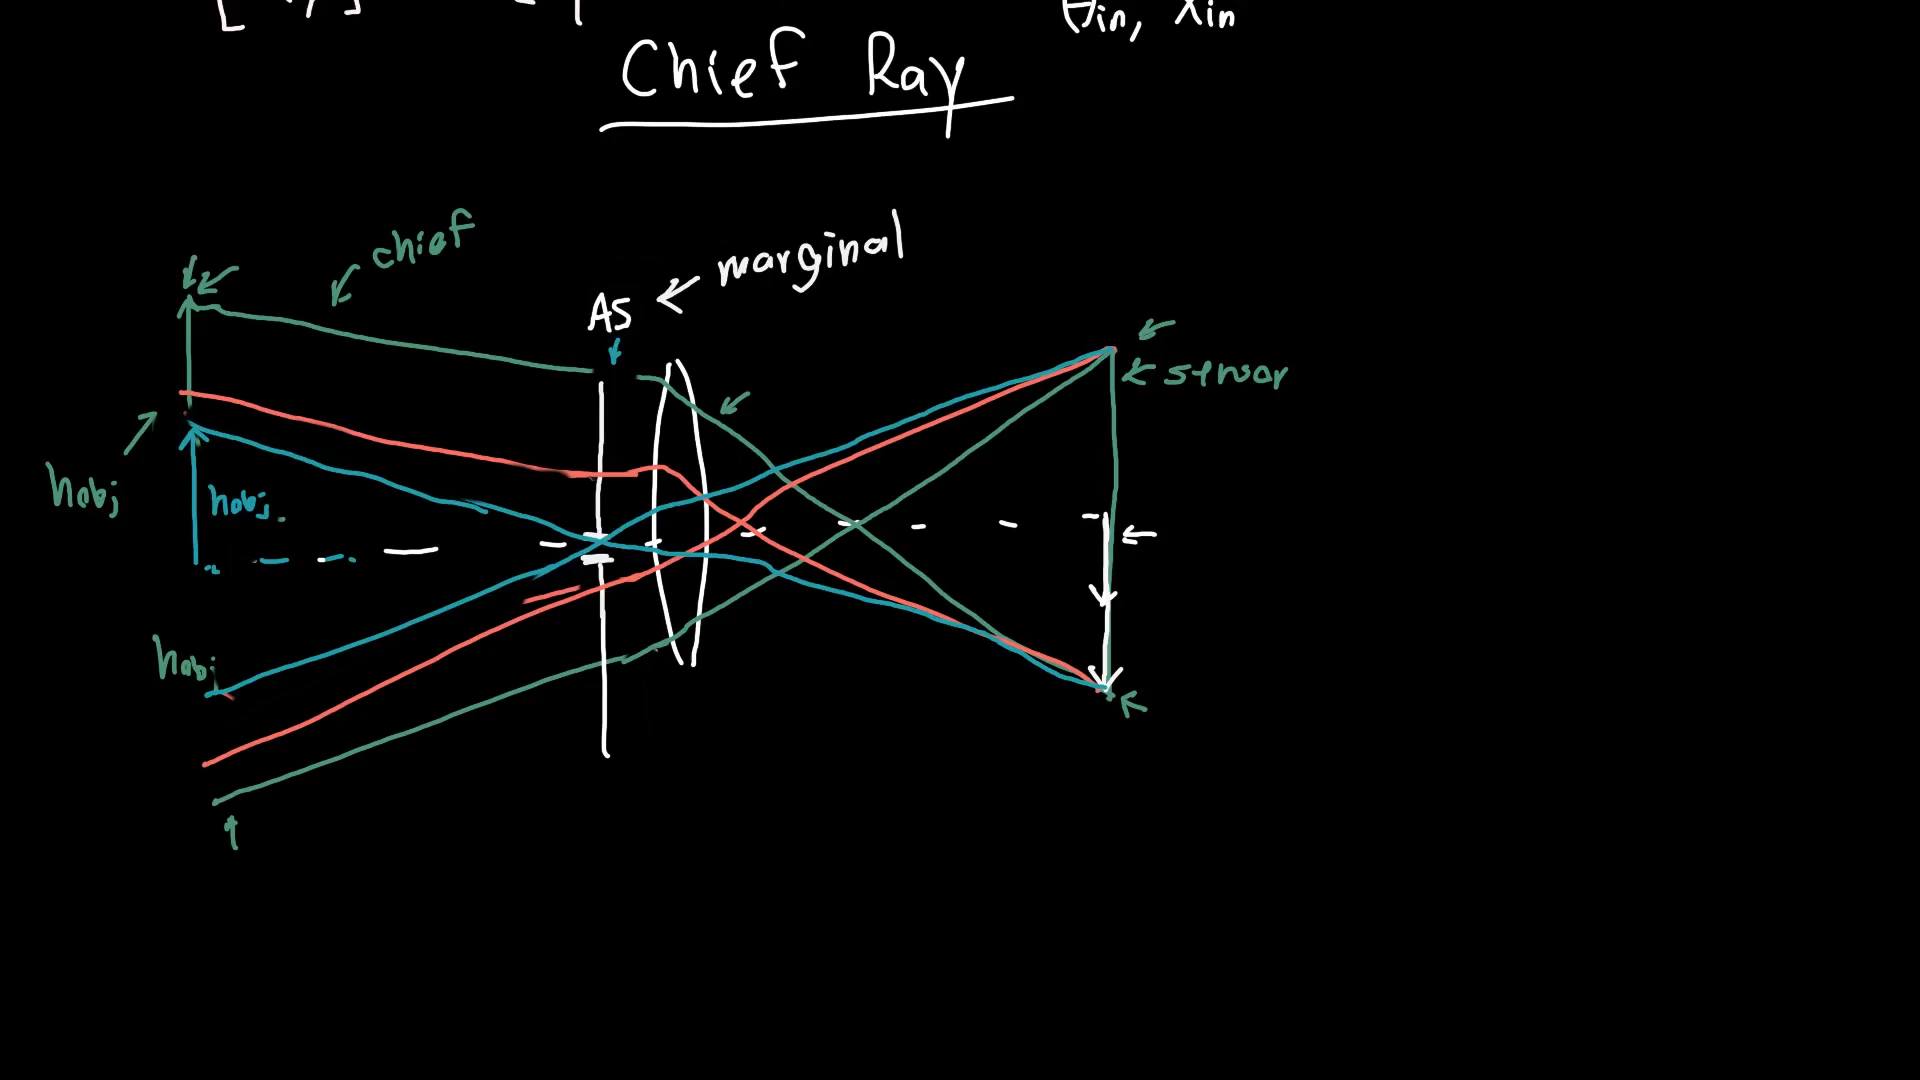 θin, xin
Chief Ray
chief
marginal
AS
sensor
hobj
hobj
hobj